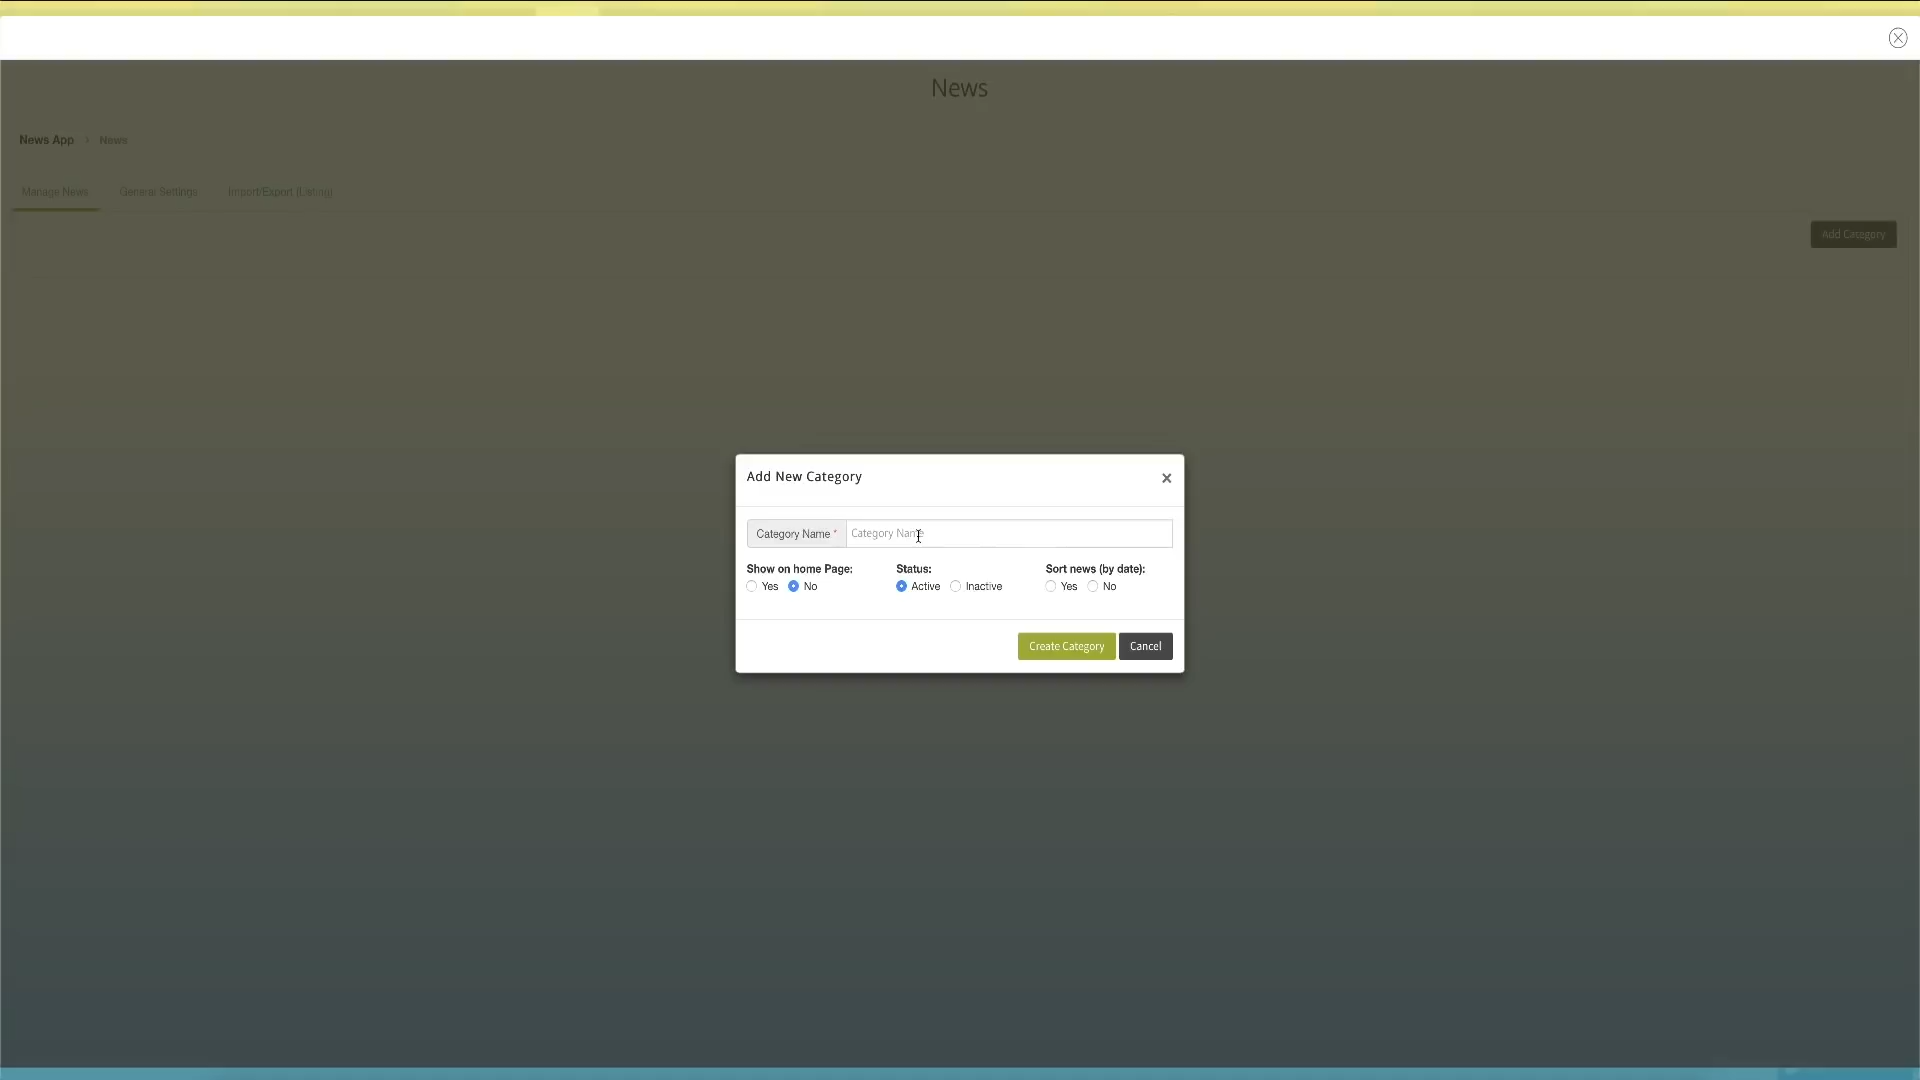 News
News App › News
Manage News General Settings Import/Export (Listing)
Add Category
Add New Category ×
Category Name * Category Name
Show on home Page: Status: Sort news (by date):
Yes No Active Inactive Yes No
Create Category Cancel